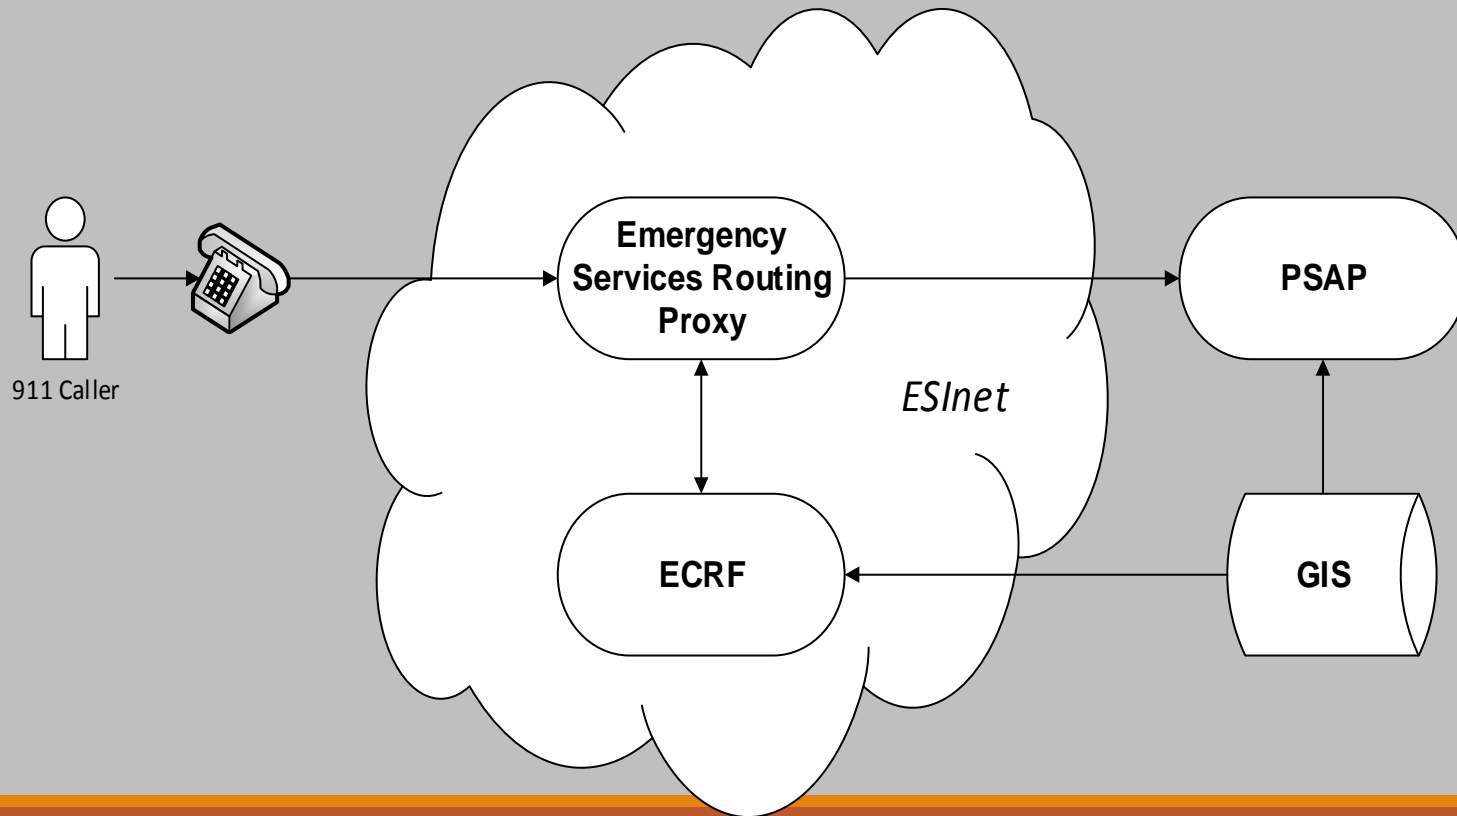 Emergency
Services Routing
Proxy
PSAP
911 Caller
ESInet
ECRF
GIS